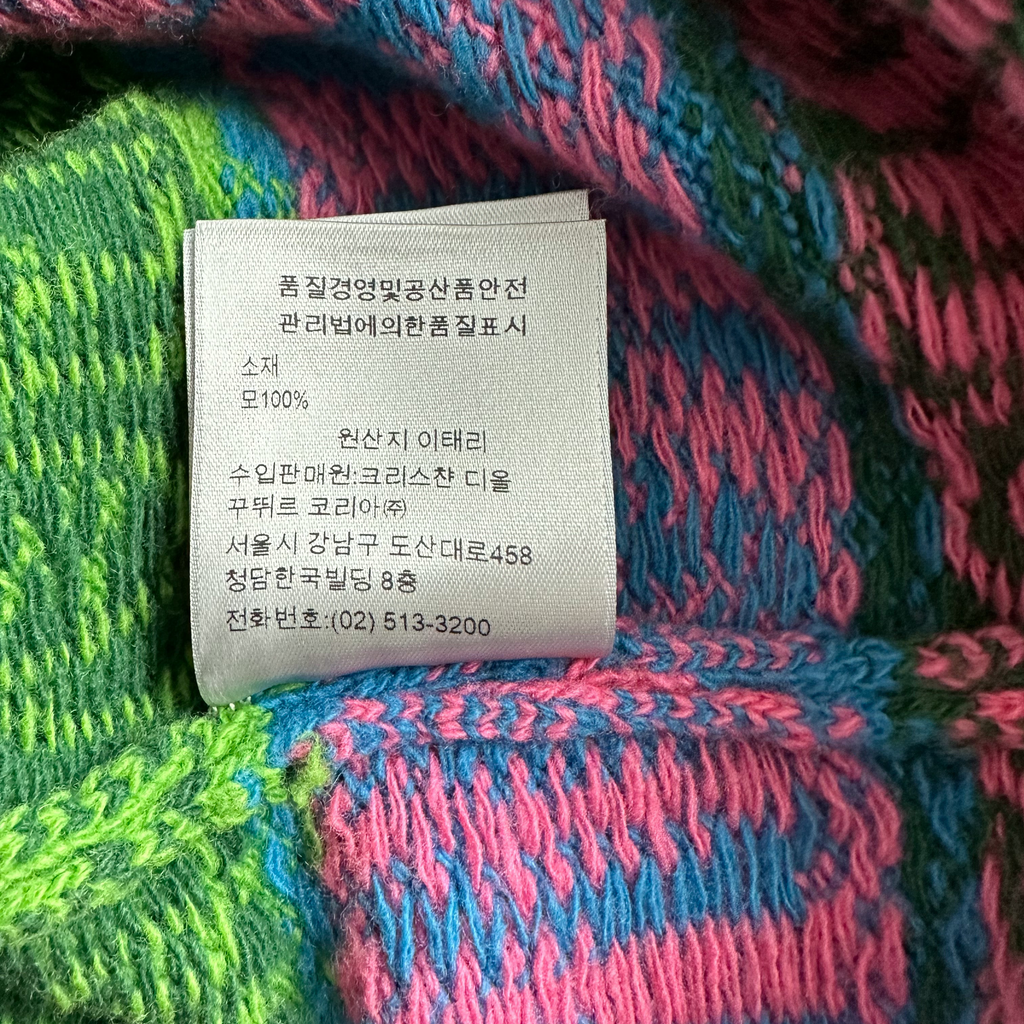 품질경영및공산품안전
관리법에의한품질표시
소재
모100%
원산지 이태리
수입판매원:크리스챤 디올
꾸뛰르 코리아㈜
서울시 강남구 도산대로458
청담한국빌딩 8층
전화번호:(02) 513-3200